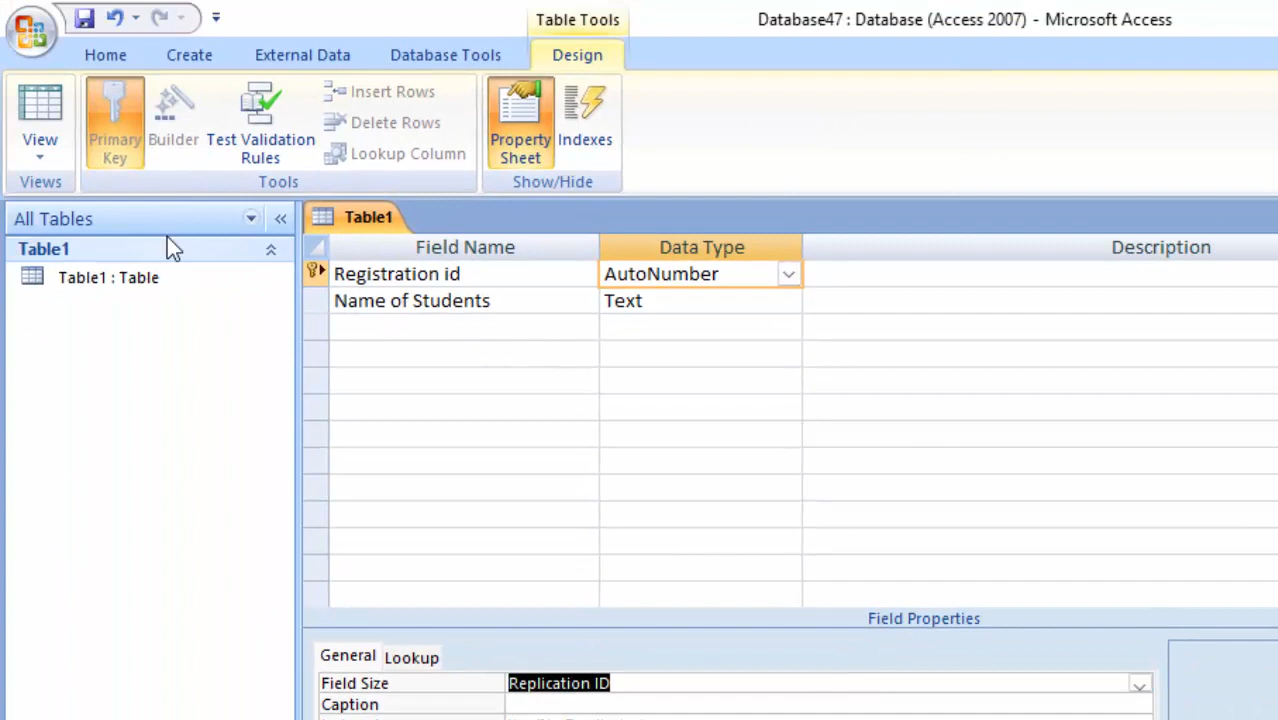 Table Tools
Database47 : Database (Access 2007) - Microsoft Access
Home
Create
External Data
Database Tools
Design
View
Primary
Key
Builder
Test Validation
Rules
Insert Rows
Delete Rows
Lookup Column
Property
Sheet
Indexes
Views
Tools
Show/Hide
All Tables
Table1
Table1
Table1 : Table
Field Name
Data Type
Description
Registration id
AutoNumber
Name of Students
Text
Field Properties
General
Lookup
Field Size
Replication ID
Caption